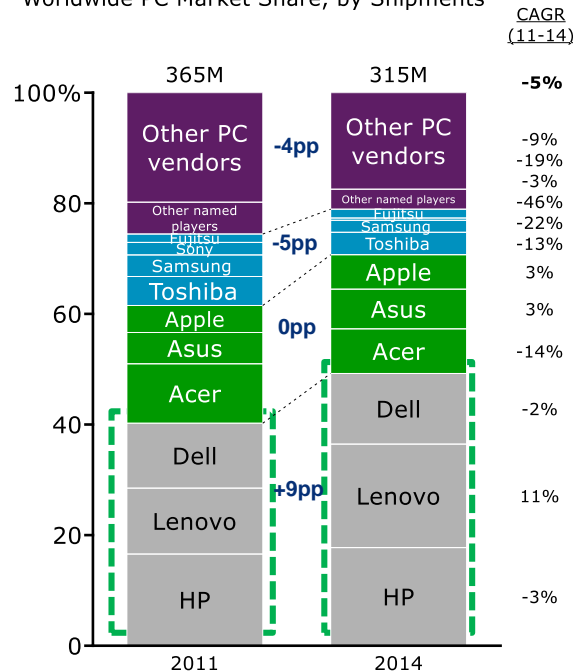 Worldwide PC Market Share, by Shipments
CAGR
(11-14)
365M
315M
-5%
100%
80
60
40
20
0
Other PC
vendors
Other named
players
Fujitsu
Sony
Samsung
Toshiba
Apple
Asus
Acer
Dell
Lenovo
HP
2011
-4pp
-5pp
0pp
+9pp
Other PC
vendors
Other named players
Fujitsu
Samsung
Toshiba
Apple
Asus
Acer
Dell
Lenovo
HP
2014
-9%
-19%
-3%
-46%
-22%
-13%
3%
3%
-14%
-2%
11%
-3%